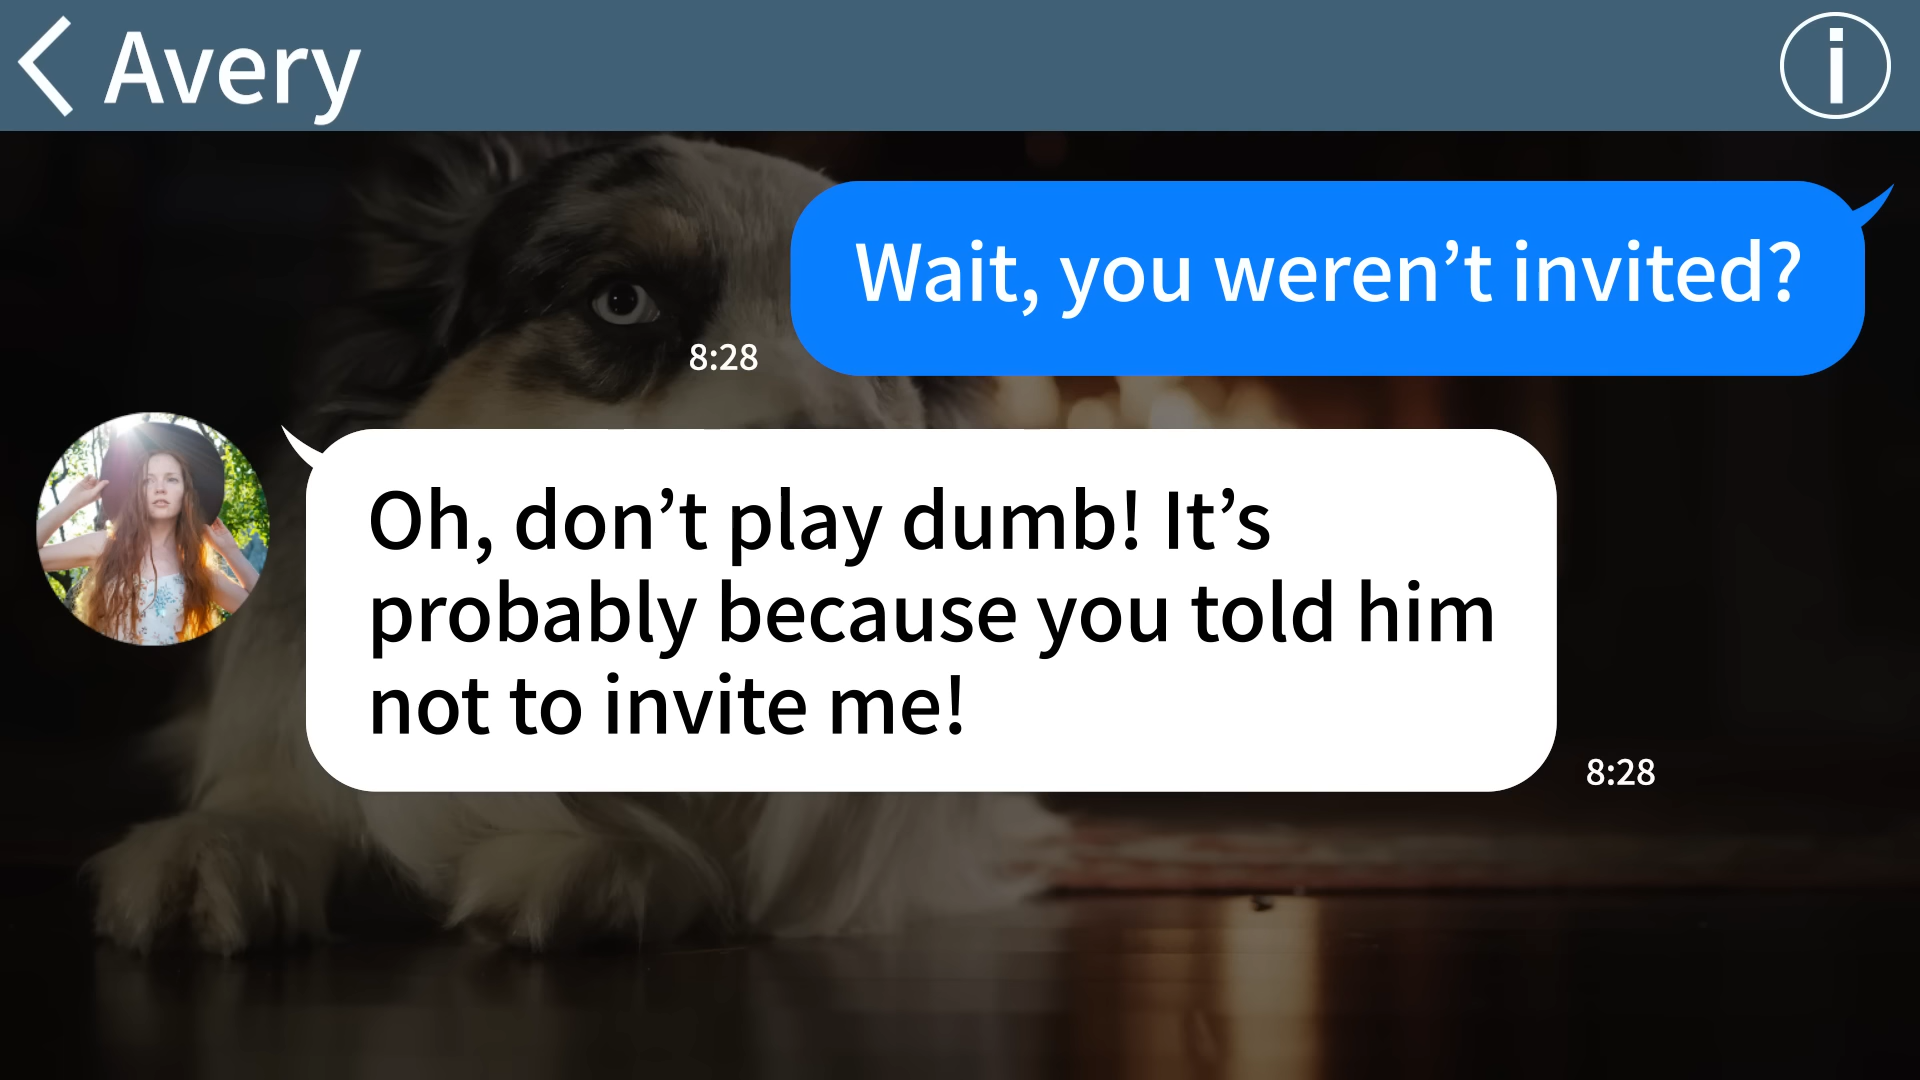 Avery
Wait, you weren’t invited?
8:28
Oh, don’t play dumb! It’s
probably because you told him
not to invite me!
8:28